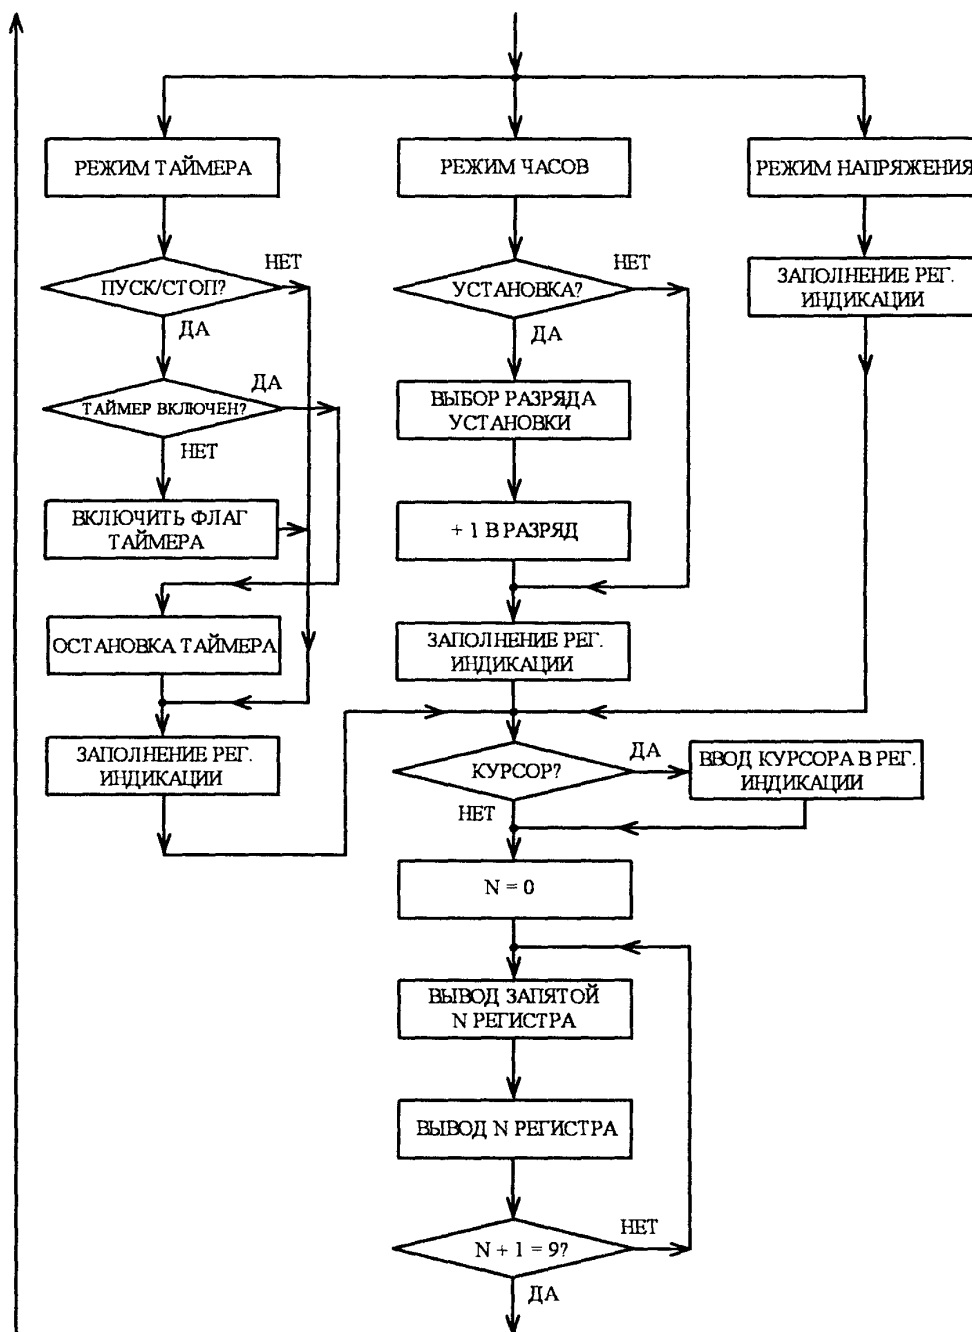 РЕЖИМ ТАЙМЕРА
РЕЖИМ ЧАСОВ
РЕЖИМ НАПРЯЖЕНИЯ
ПУСК/СТОП?
НЕТ
ДА
УСТАНОВКА?
НЕТ
ДА
ЗАПОЛНЕНИЕ РЕГ.
ИНДИКАЦИИ
ТАЙМЕР ВКЛЮЧЕН?
ДА
НЕТ
ВЫБОР РАЗРЯДА
УСТАНОВКИ
ВКЛЮЧИТЬ ФЛАГ
ТАЙМЕРА
+ 1 В РАЗРЯД
ОСТАНОВКА ТАЙМЕРА
ЗАПОЛНЕНИЕ РЕГ.
ИНДИКАЦИИ
ЗАПОЛНЕНИЕ РЕГ.
ИНДИКАЦИИ
КУРСОР?
ДА
НЕТ
ВВОД КУРСОРА В РЕГ.
ИНДИКАЦИИ
N = 0
ВЫВОД ЗАПЯТОЙ
N РЕГИСТРА
ВЫВОД N РЕГИСТРА
N + 1 = 9?
НЕТ
ДА